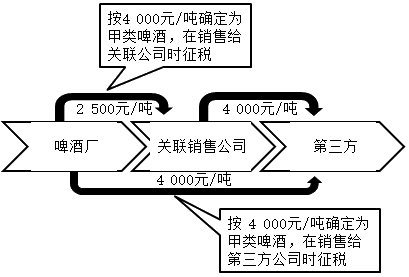 按4 000元/吨确定为
甲类啤酒，在销售给
关联公司时征税
2 500元/吨
4 000元/吨
啤酒厂
关联销售公司
第三方
4 000元/吨
按 4 000元/吨确定为
甲类啤酒，在销售给
第三方公司时征税